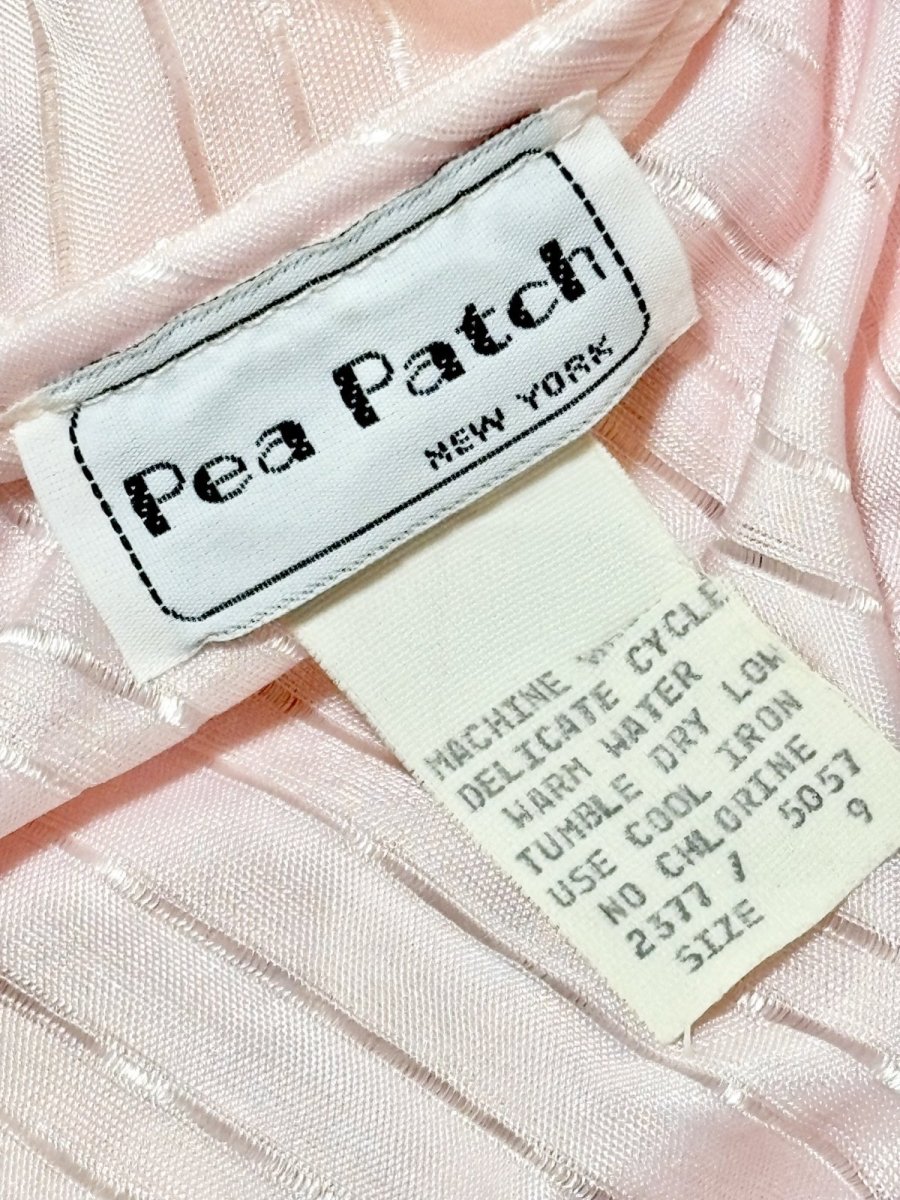 Pea Patch
NEW YORK
MACHINE
DELICATE CYCLE
WARM WATER
TUMBLE DRY LOW
USE COOL IRON
NO CHLORINE
2377 / 5057
SIZE 9